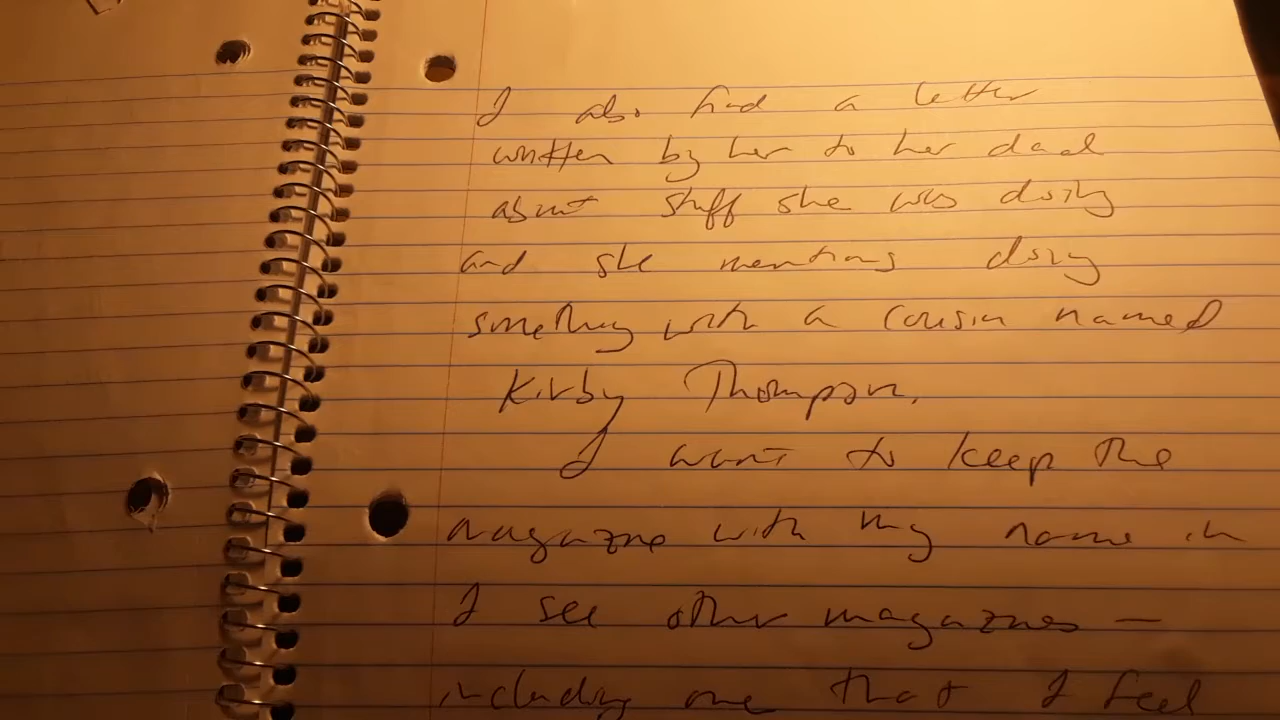 I also find a letter
written by her to her dad
about stuff she was doing
and she mentions doing
something with a cousin named
Kirby Thompson.
I want to keep the
magazine with my name in
I see other magazines —
including one that I feel